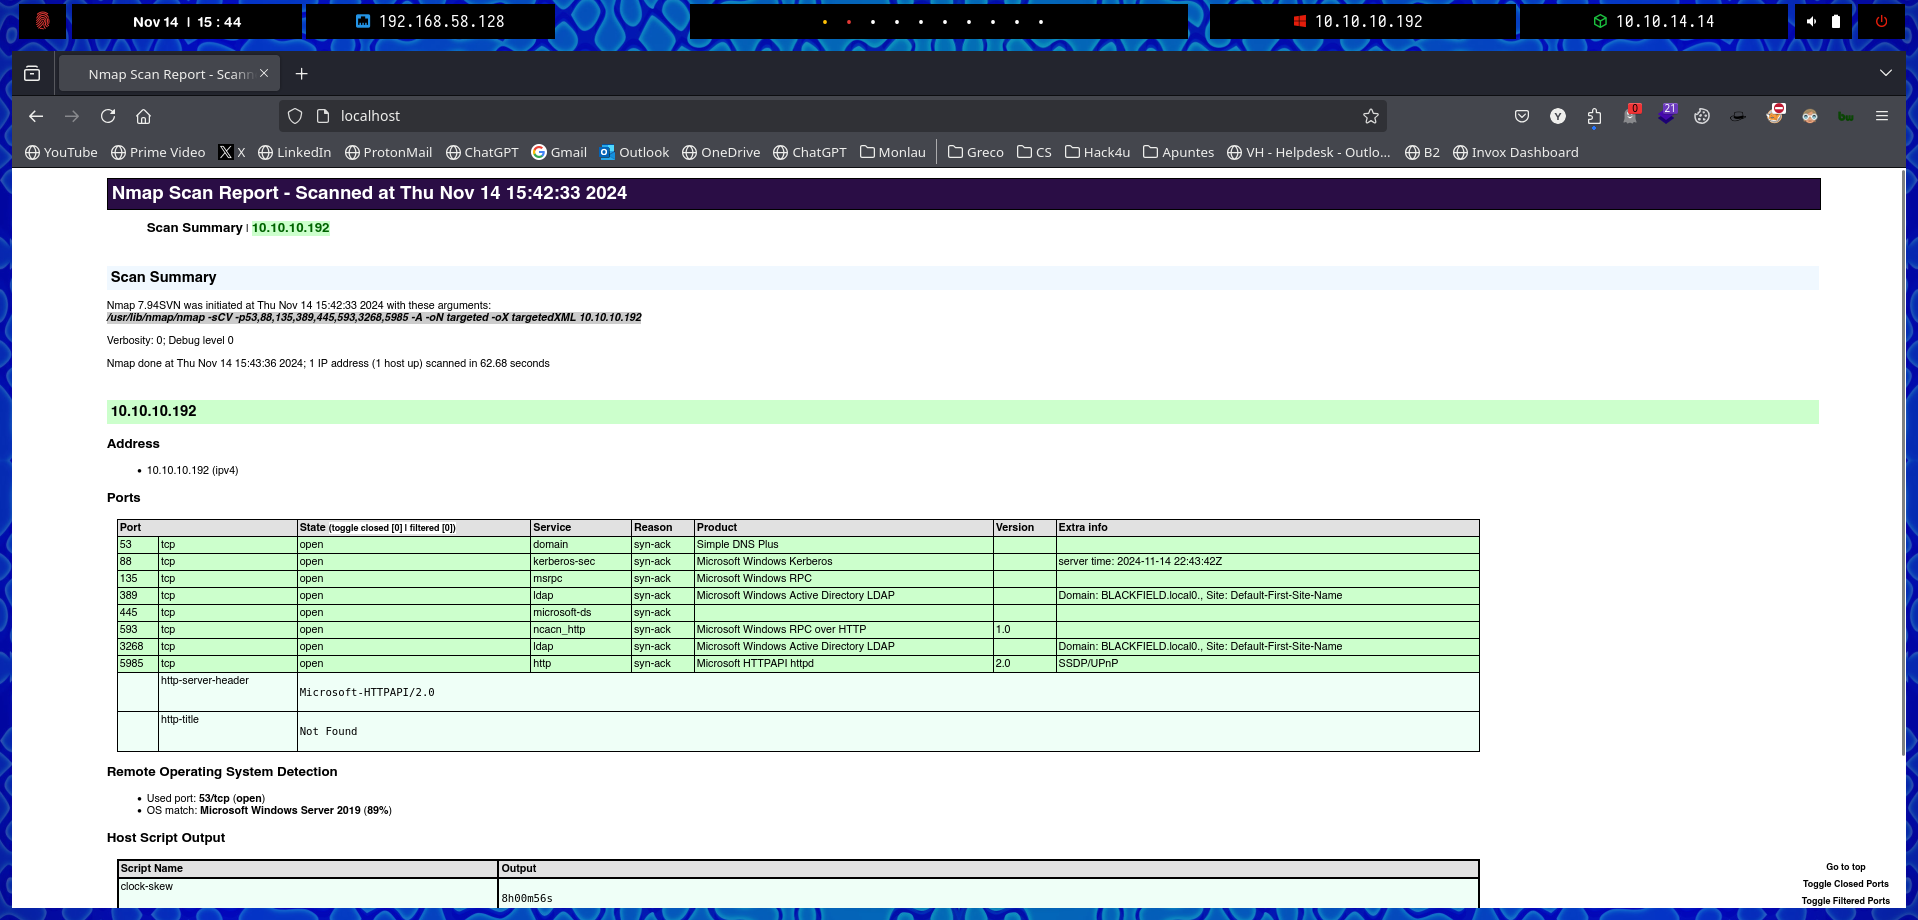 Nov 14 | 15 : 44
192.168.58.128
10.10.10.192
10.10.14.14
Nmap Scan Report - Scann
localhost
Y
0
21
YouTube
Prime Video
X
LinkedIn
ProtonMail
ChatGPT
Gmail
Outlook
OneDrive
ChatGPT
Monlau
Greco
CS
Hack4u
Apuntes
VH - Helpdesk - Outlo...
B2
Invox Dashboard
Nmap Scan Report - Scanned at Thu Nov 14 15:42:33 2024
Scan Summary | 10.10.10.192
Scan Summary
Nmap 7.94SVN was initiated at Thu Nov 14 15:42:33 2024 with these arguments:
/usr/lib/nmap/nmap -sCV -p53,88,135,389,445,593,3268,5985 -A -oN targeted -oX targetedXML 10.10.10.192
Verbosity: 0; Debug level 0
Nmap done at Thu Nov 14 15:43:36 2024; 1 IP address (1 host up) scanned in 62.68 seconds
10.10.10.192
Address
• 10.10.10.192 (ipv4)
Ports
Port State (toggle closed [0] | filtered [0]) Service Reason Product Version Extra info
53 tcp open domain syn-ack Simple DNS Plus
88 tcp open kerberos-sec syn-ack Microsoft Windows Kerberos server time: 2024-11-14 22:43:42Z
135 tcp open msrpc syn-ack Microsoft Windows RPC
389 tcp open ldap syn-ack Microsoft Windows Active Directory LDAP Domain: BLACKFIELD.local0., Site: Default-First-Site-Name
445 tcp open microsoft-ds syn-ack
593 tcp open ncacn_http syn-ack Microsoft Windows RPC over HTTP 1.0
3268 tcp open ldap syn-ack Microsoft Windows Active Directory LDAP Domain: BLACKFIELD.local0., Site: Default-First-Site-Name
5985 tcp open http syn-ack Microsoft HTTPAPI httpd 2.0 SSDP/UPnP
http-server-header Microsoft-HTTPAPI/2.0
http-title Not Found
Remote Operating System Detection
• Used port: 53/tcp (open)
• OS match: Microsoft Windows Server 2019 (89%)
Host Script Output
Script Name Output
clock-skew 8h00m56s
Go to top
Toggle Closed Ports
Toggle Filtered Ports